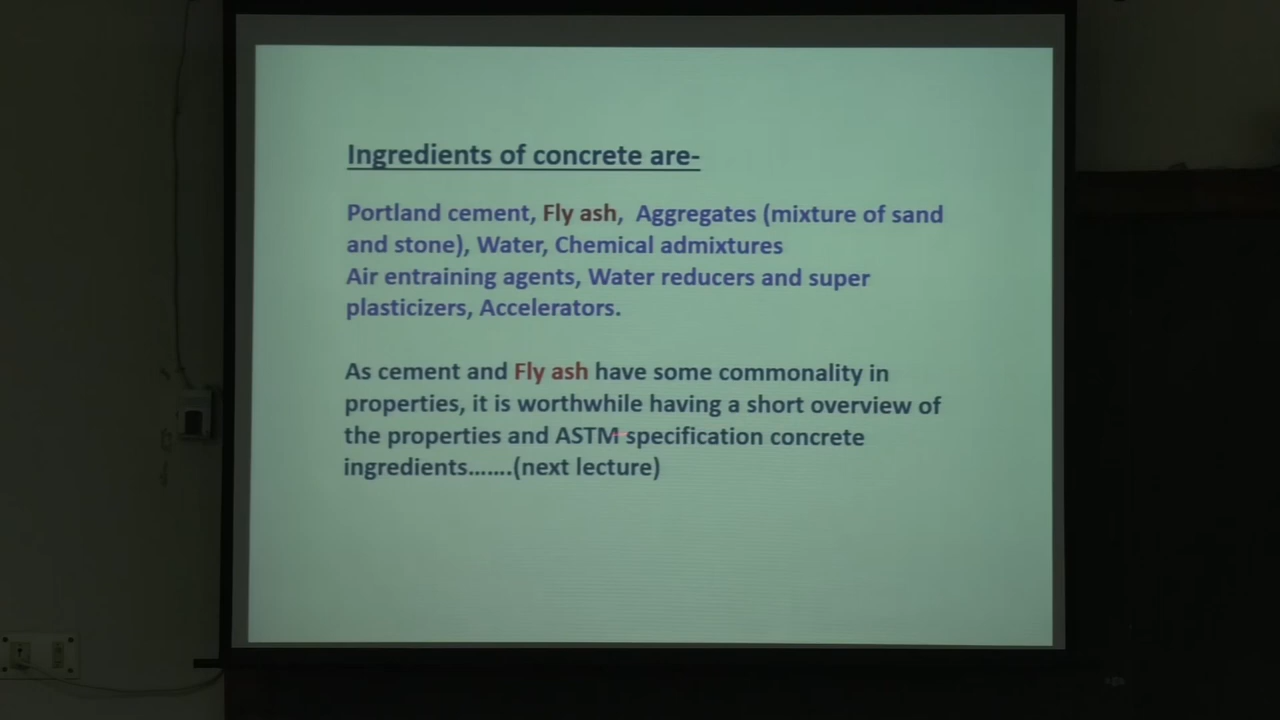 Ingredients of concrete are-
Portland cement, Fly ash, Aggregates (mixture of sand
and stone), Water, Chemical admixtures
Air entraining agents, Water reducers and super
plasticizers, Accelerators.
As cement and Fly ash have some commonality in
properties, it is worthwhile having a short overview of
the properties and ASTM specification concrete
ingredients.......(next lecture)